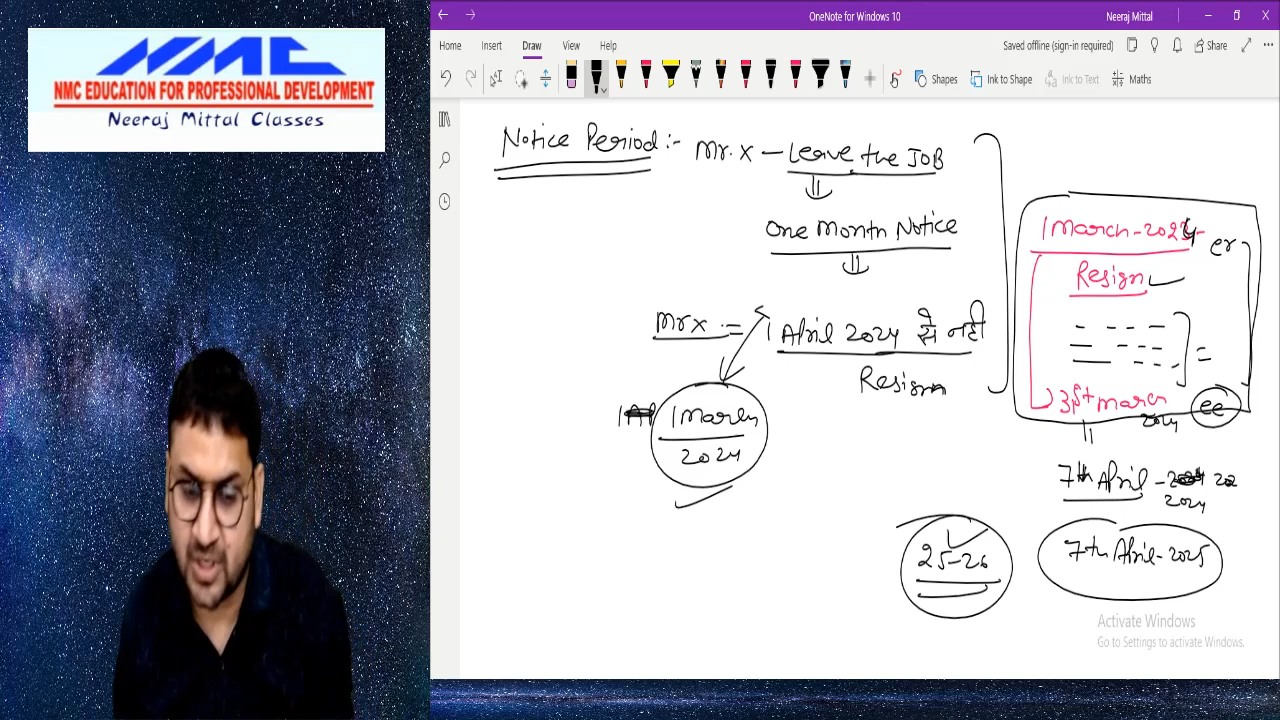 NMC EDUCATION FOR PROFESSIONAL DEVELOPMENT
Neeraj Mittal Classes
OneNote for Windows 10
Neeraj Mittal
Home Insert Draw View Help
Saved offline (sign-in required)
Share
Shapes Ink to Shape Ink to Text Maths
Notice Period :- Mr. X - Leave the JOB
One Month Notice
Mr X := 1 April 2024 से नही
Resign
1 March
2024
1 March - 2024
er
Resign
31st march
2024
ee
7th April -
2024
25-26
7th April - 2025
Activate Windows
Go to Settings to activate Windows.